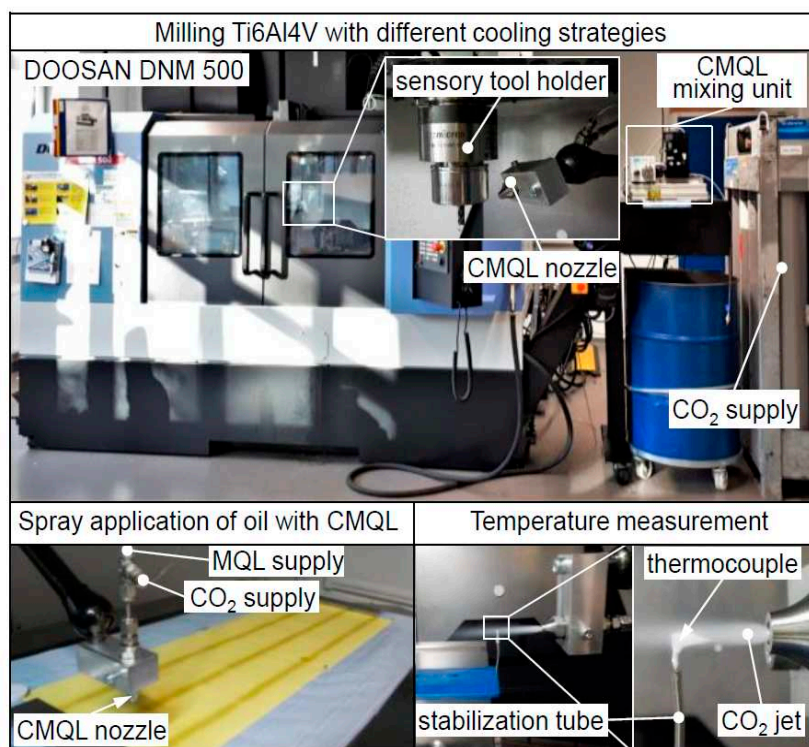 Milling Ti6Al4V with different cooling strategies
DOOSAN DNM 500
sensory tool holder
CMQL
mixing unit
CMQL nozzle
CO₂ supply
Spray application of oil with CMQL
MQL supply
CO₂ supply
CMQL nozzle
Temperature measurement
thermocouple
stabilization tube
CO₂ jet